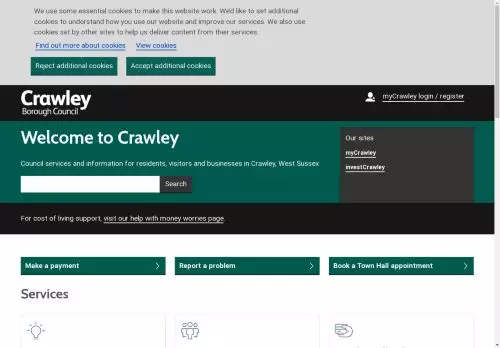 We use some essential cookies to make this website work. We'd like to set additional
cookies to understand how you use our website and improve our services. We also use
cookies set by other sites to help us deliver content from their services.
Find out more about cookies View cookies
Reject additional cookies Accept additional cookies
Crawley
Borough Council
myCrawley login / register
Welcome to Crawley
Council services and information for residents, visitors and businesses in Crawley, West Sussex
Search
Our sites
myCrawley
investCrawley
For cost of living support, visit our help with money worries page.
Make a payment
Report a problem
Book a Town Hall appointment
Services